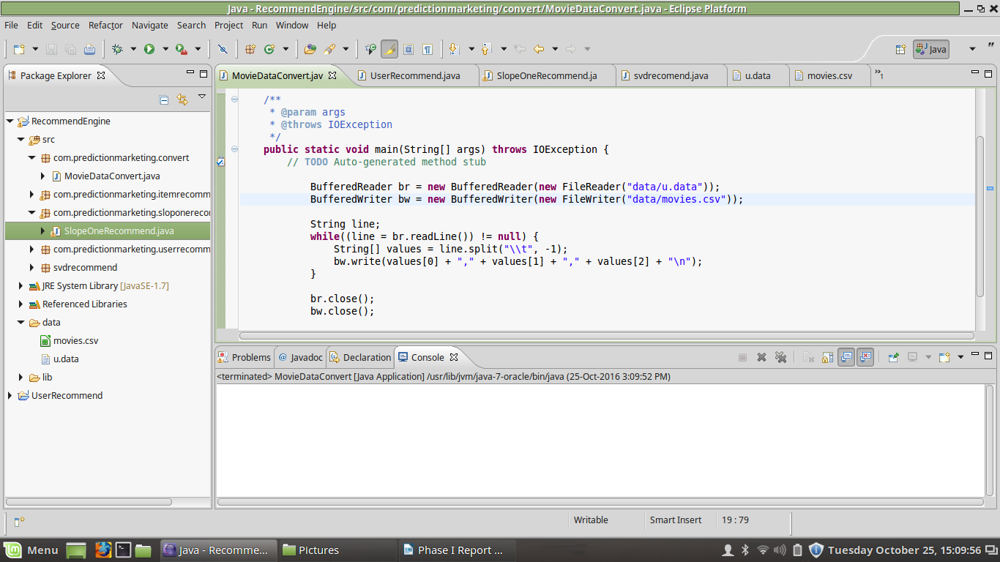 Java - RecommendEngine/src/com/predictionmarketing/convert/MovieDataConvert.java - Eclipse Platform
File Edit Source Refactor Navigate Search Project Run Window Help
Java
Package Explorer
RecommendEngine
src
com.predictionmarketing.convert
MovieDataConvert.java
com.predictionmarketing.itemrecomm
com.predictionmarketing.sloponerecon
SlopeOneRecommend.java
com.predictionmarketing.userrecomm
svdrecommend
JRE System Library [JavaSE-1.7]
Referenced Libraries
data
movies.csv
u.data
lib
UserRecommend
MovieDataConvert.jav UserRecommend.java SlopeOneRecommend.ja svdrecomend.java u.data movies.csv »1
/**
* @param args
* @throws IOException
*/
public static void main(String[] args) throws IOException {
// TODO Auto-generated method stub
BufferedReader br = new BufferedReader(new FileReader("data/u.data"));
BufferedWriter bw = new BufferedWriter(new FileWriter("data/movies.csv"));
String line;
while((line = br.readLine()) != null) {
String[] values = line.split("\\t", -1);
bw.write(values[0] + "," + values[1] + "," + values[2] + "\n");
}
br.close();
bw.close();
Problems @ Javadoc Declaration Console
<terminated> MovieDataConvert [Java Application] /usr/lib/jvm/java-7-oracle/bin/java (25-Oct-2016 3:09:52 PM)
Writable Smart Insert 19 : 79
Menu Java - Recomme... Pictures Phase I Report ... Tuesday October 25, 15:09:56